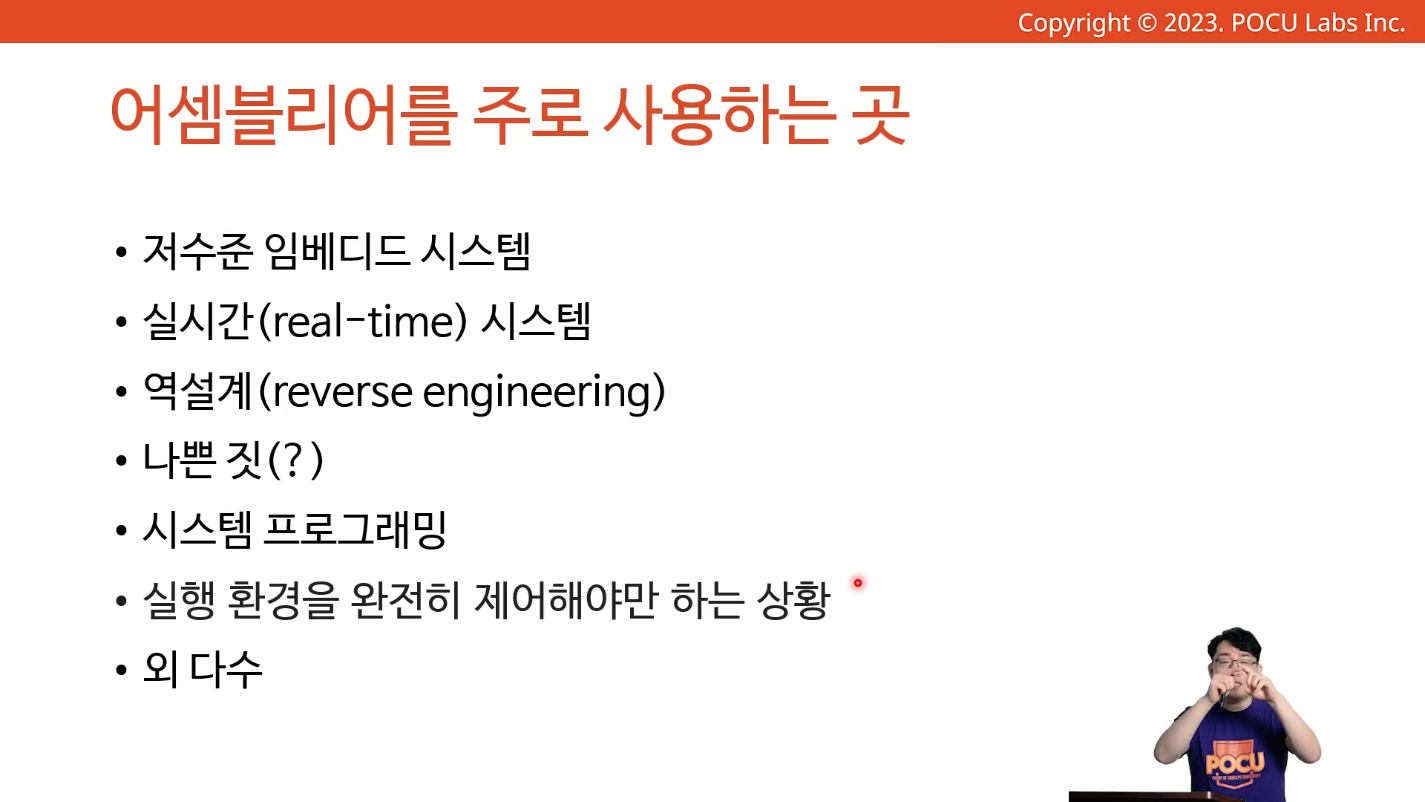 Copyright © 2023. POCU Labs Inc.
어셈블리어를 주로 사용하는 곳
• 저수준 임베디드 시스템
• 실시간(real-time) 시스템
• 역설계(reverse engineering)
• 나쁜 짓(?)
• 시스템 프로그래밍
• 실행 환경을 완전히 제어해야만 하는 상황
• 외 다수
POCU